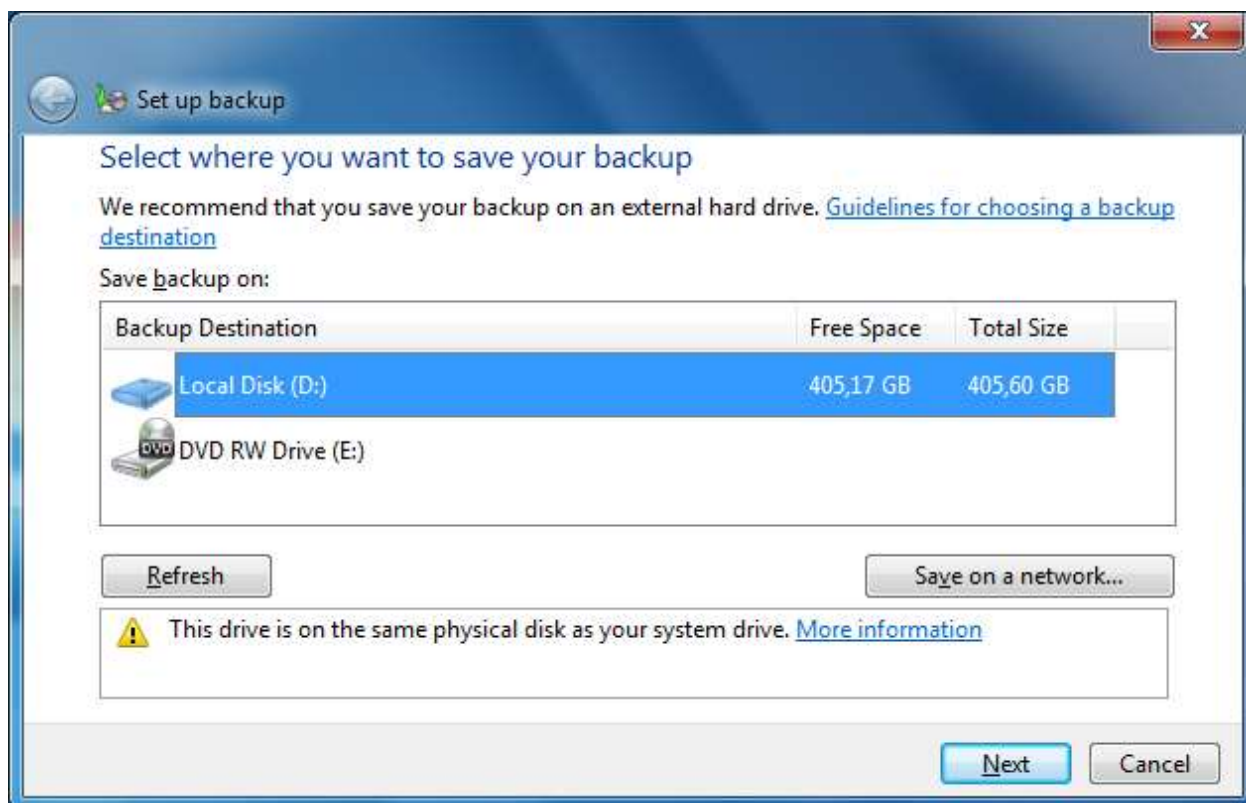 Set up backup
Select where you want to save your backup
We recommend that you save your backup on an external hard drive. Guidelines for choosing a backup
destination
Save backup on:
Backup Destination Free Space Total Size
Local Disk (D:) 405,17 GB 405,60 GB
DVD DVD RW Drive (E:)
Refresh Save on a network...
This drive is on the same physical disk as your system drive. More information
Next Cancel